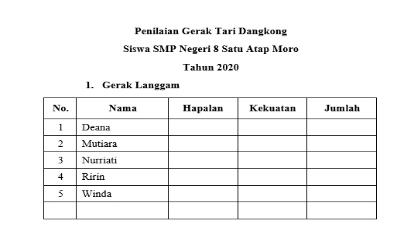 Penilaian Gerak Tari Dangkong
Siswa SMP Negeri 8 Satu Atap Moro
Tahun 2020
1. Gerak Langgam
No. Nama Hapalan Kekuatan Jumlah
1 Deana
2 Mutiara
3 Nurriati
4 Ririn
5 Winda